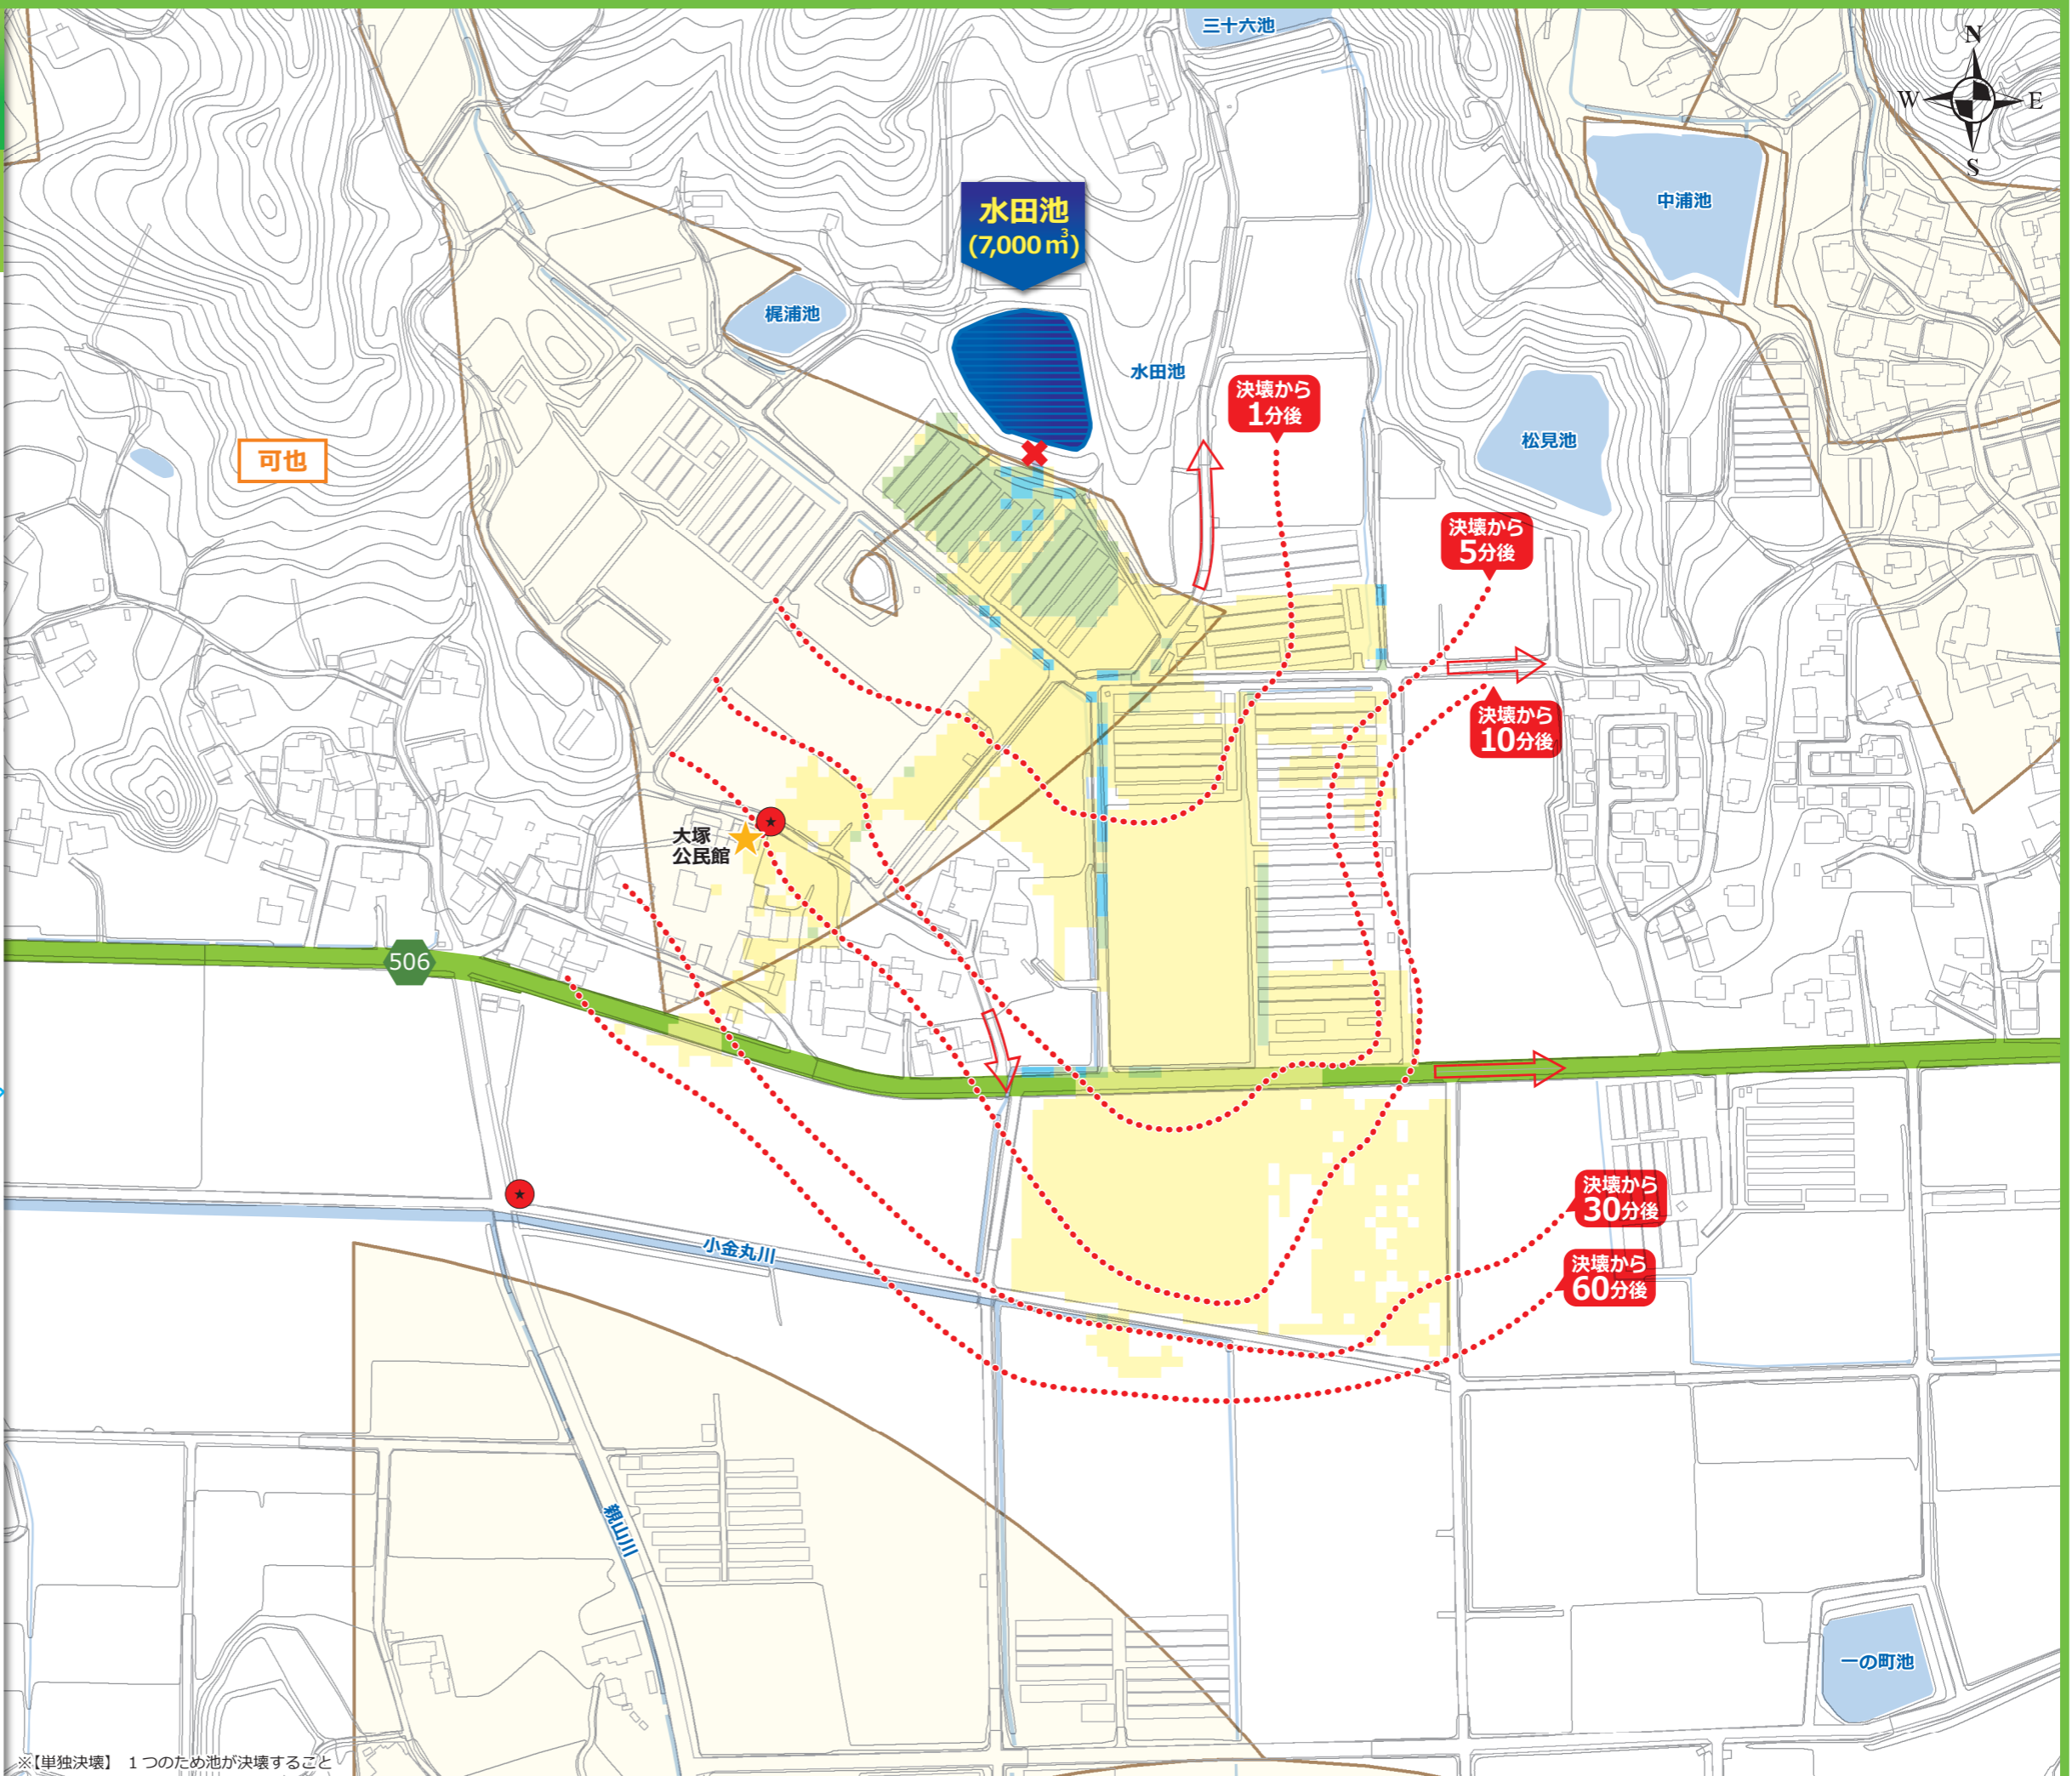 三十六池
N
W
E
S
中浦池
水田池
(7,000㎥)
梶浦池
水田池
決壊から
1分後
松見池
可也
決壊から
5分後
決壊から
10分後
大塚
公民館
506
決壊から
30分後
小金丸川
決壊から
60分後
親山川
一の町池
※【単独決壊】 1つのため池が決壊すること